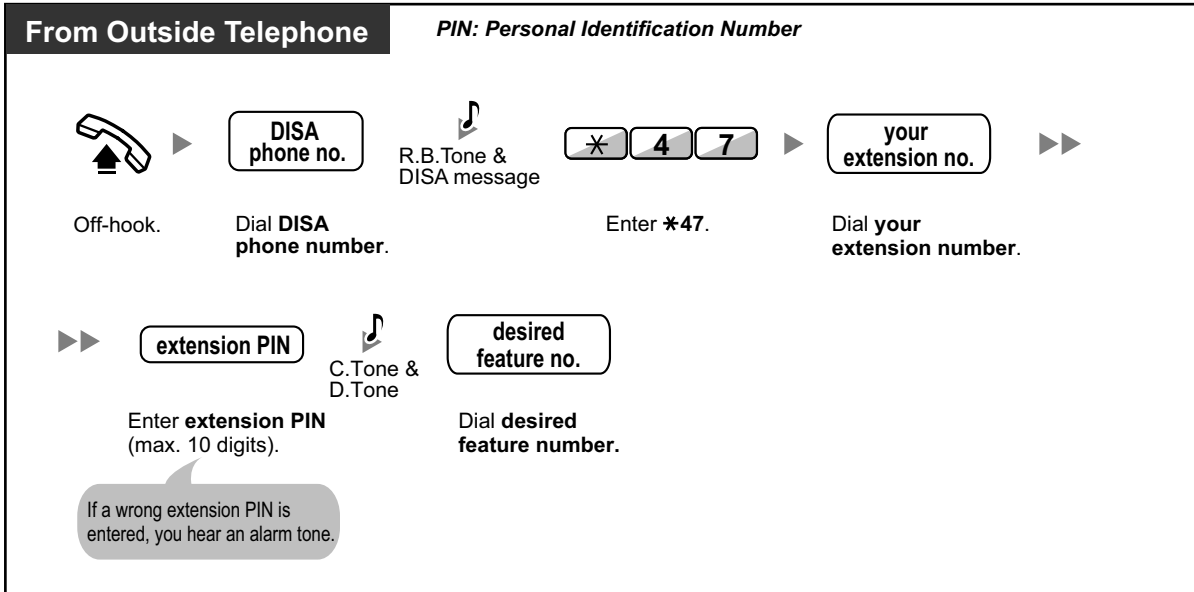 From Outside Telephone
PIN: Personal Identification Number
DISA
phone no.
R.B.Tone &
DISA message
* 4 7
your
extension no.
Off-hook.
Dial DISA
phone number.
Enter *47.
Dial your
extension number.
extension PIN
C.Tone &
D.Tone
desired
feature no.
Enter extension PIN
(max. 10 digits).
Dial desired
feature number.
If a wrong extension PIN is
entered, you hear an alarm tone.